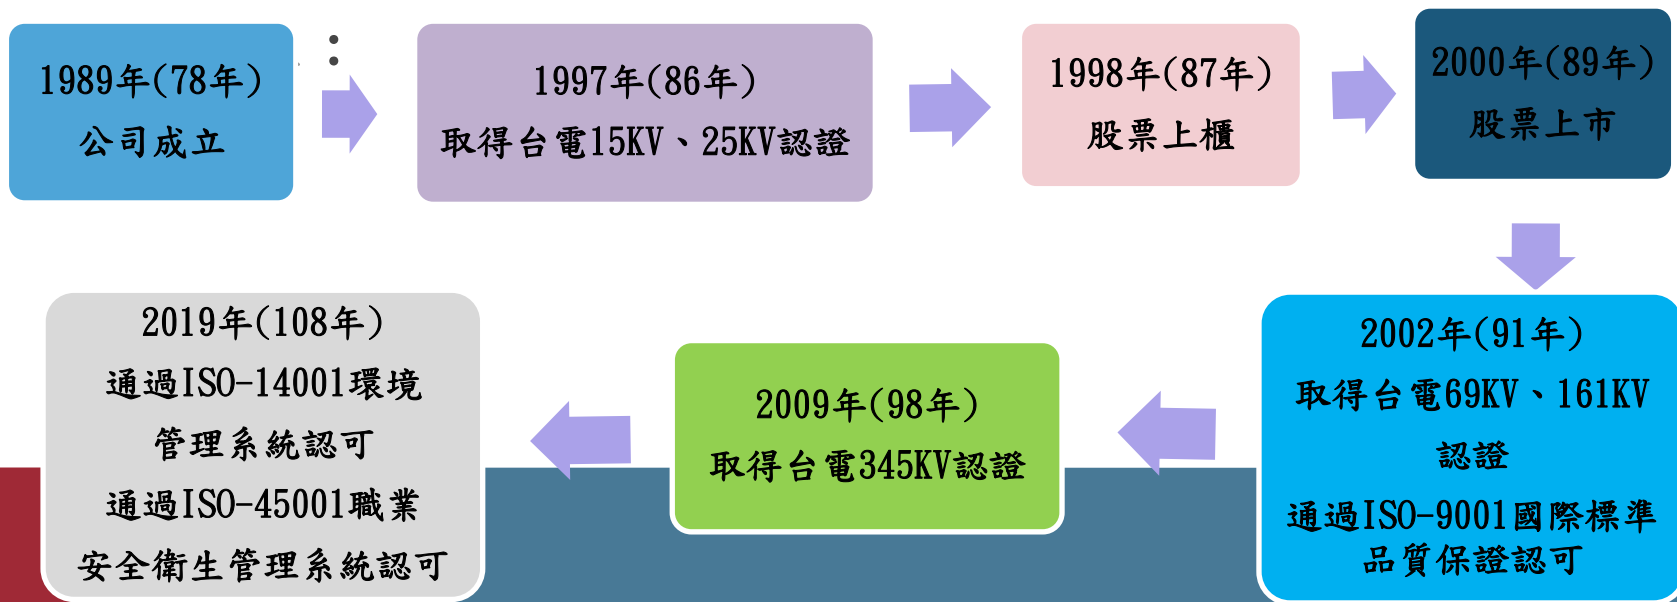 1989年(78年)
公司成立
1997年(86年)
取得台電15KV、25KV認證
1998年(87年)
股票上櫃
2000年(89年)
股票上市
2002年(91年)
取得台電69KV、161KV
認證
通過ISO-9001國際標準
品質保證認可
2009年(98年)
取得台電345KV認證
2019年(108年)
通過ISO-14001環境
管理系統認可
通過ISO-45001職業
安全衛生管理系統認可